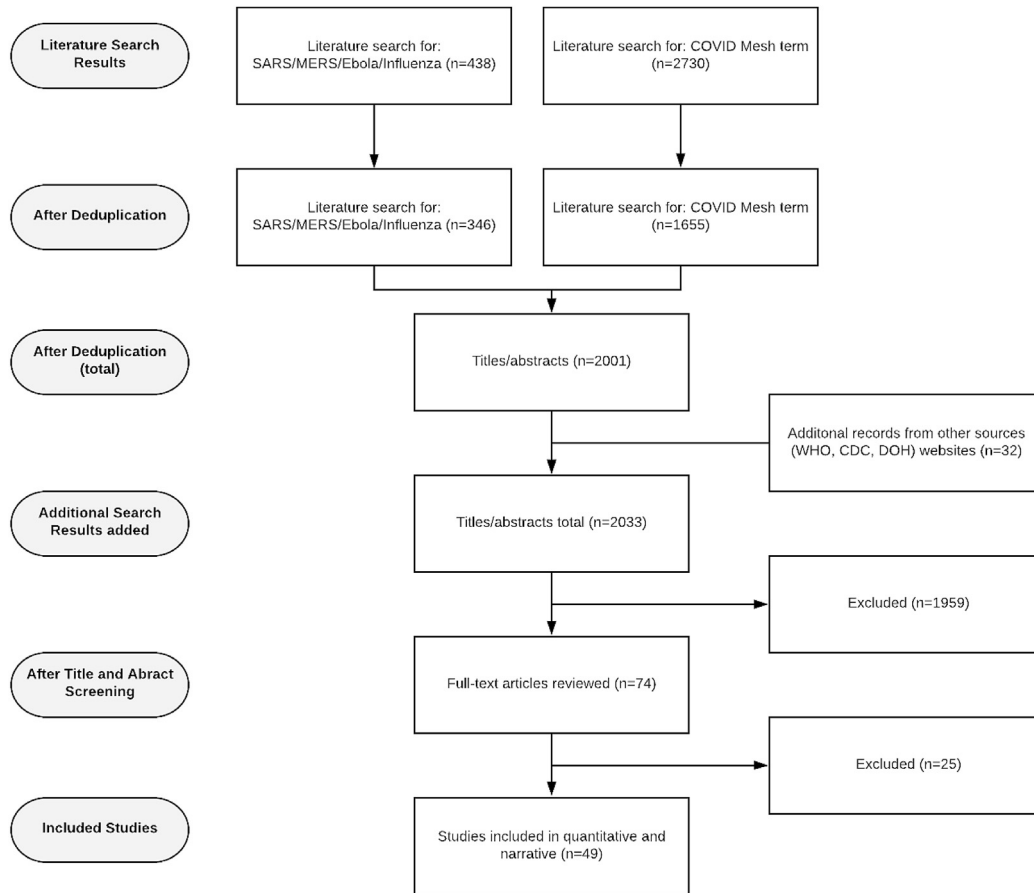 Literature Search
Results
Literature search for:
SARS/MERS/Ebola/Influenza (n=438)
Literature search for: COVID Mesh term
(n=2730)
After Deduplication
Literature search for:
SARS/MERS/Ebola/Influenza (n=346)
Literature search for: COVID Mesh term
(n=1655)
After Deduplication
(total)
Titles/abstracts (n=2001)
Additonal records from other sources
(WHO, CDC, DOH) websites (n=32)
Additional Search
Results added
Titles/abstracts total (n=2033)
Excluded (n=1959)
After Title and Abract
Screening
Full-text articles reviewed (n=74)
Excluded (n=25)
Included Studies
Studies included in quantitative and
narrative (n=49)